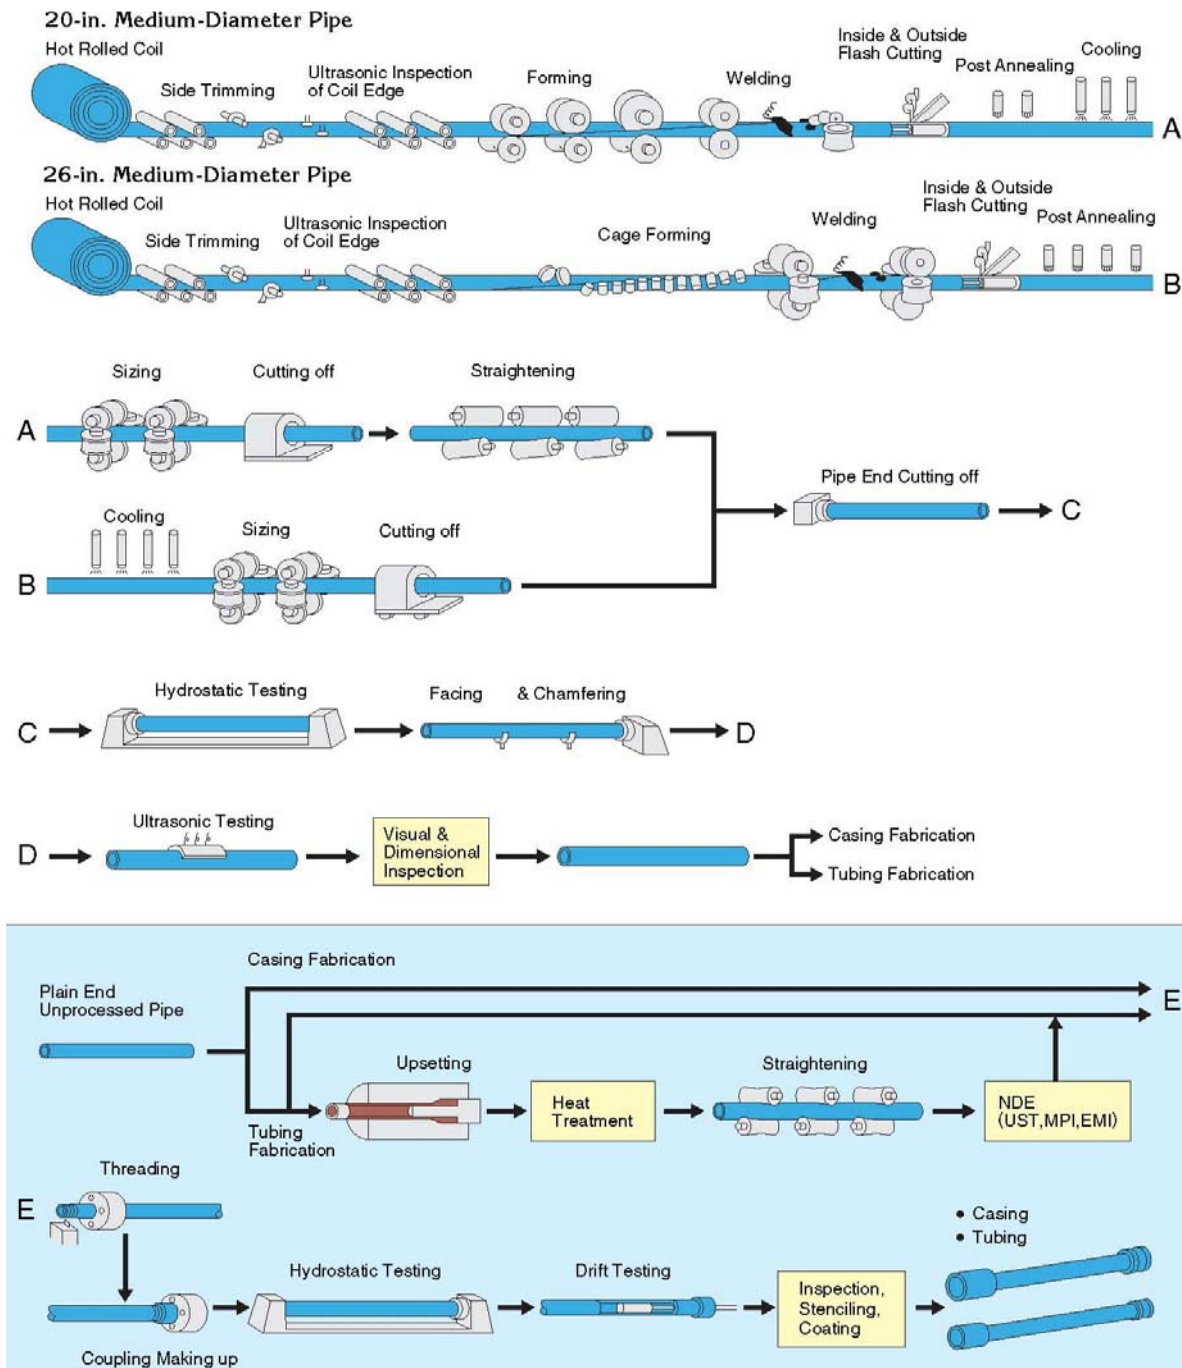 20-in. Medium-Diameter Pipe
Hot Rolled Coil
Side Trimming
Ultrasonic Inspection
of Coil Edge
Forming
Welding
Inside & Outside
Flash Cutting
Post Annealing
Cooling
A
26-in. Medium-Diameter Pipe
Hot Rolled Coil
Side Trimming
Ultrasonic Inspection
of Coil Edge
Cage Forming
Welding
Inside & Outside
Flash Cutting
Post Annealing
B
Sizing
Cutting off
Straightening
A
Pipe End Cutting off
C
Cooling
Sizing
Cutting off
B
Hydrostatic Testing
Facing & Chamfering
C
D
Ultrasonic Testing
D
Visual &
Dimensional
Inspection
Casing Fabrication
Tubing Fabrication
Casing Fabrication
Plain End
Unprocessed Pipe
E
Upsetting
Straightening
Heat
Treatment
NDE
(UST,MPI,EMI)
Tubing
Fabrication
Threading
E
• Casing
• Tubing
Hydrostatic Testing
Drift Testing
Inspection,
Stenciling,
Coating
Coupling Making up